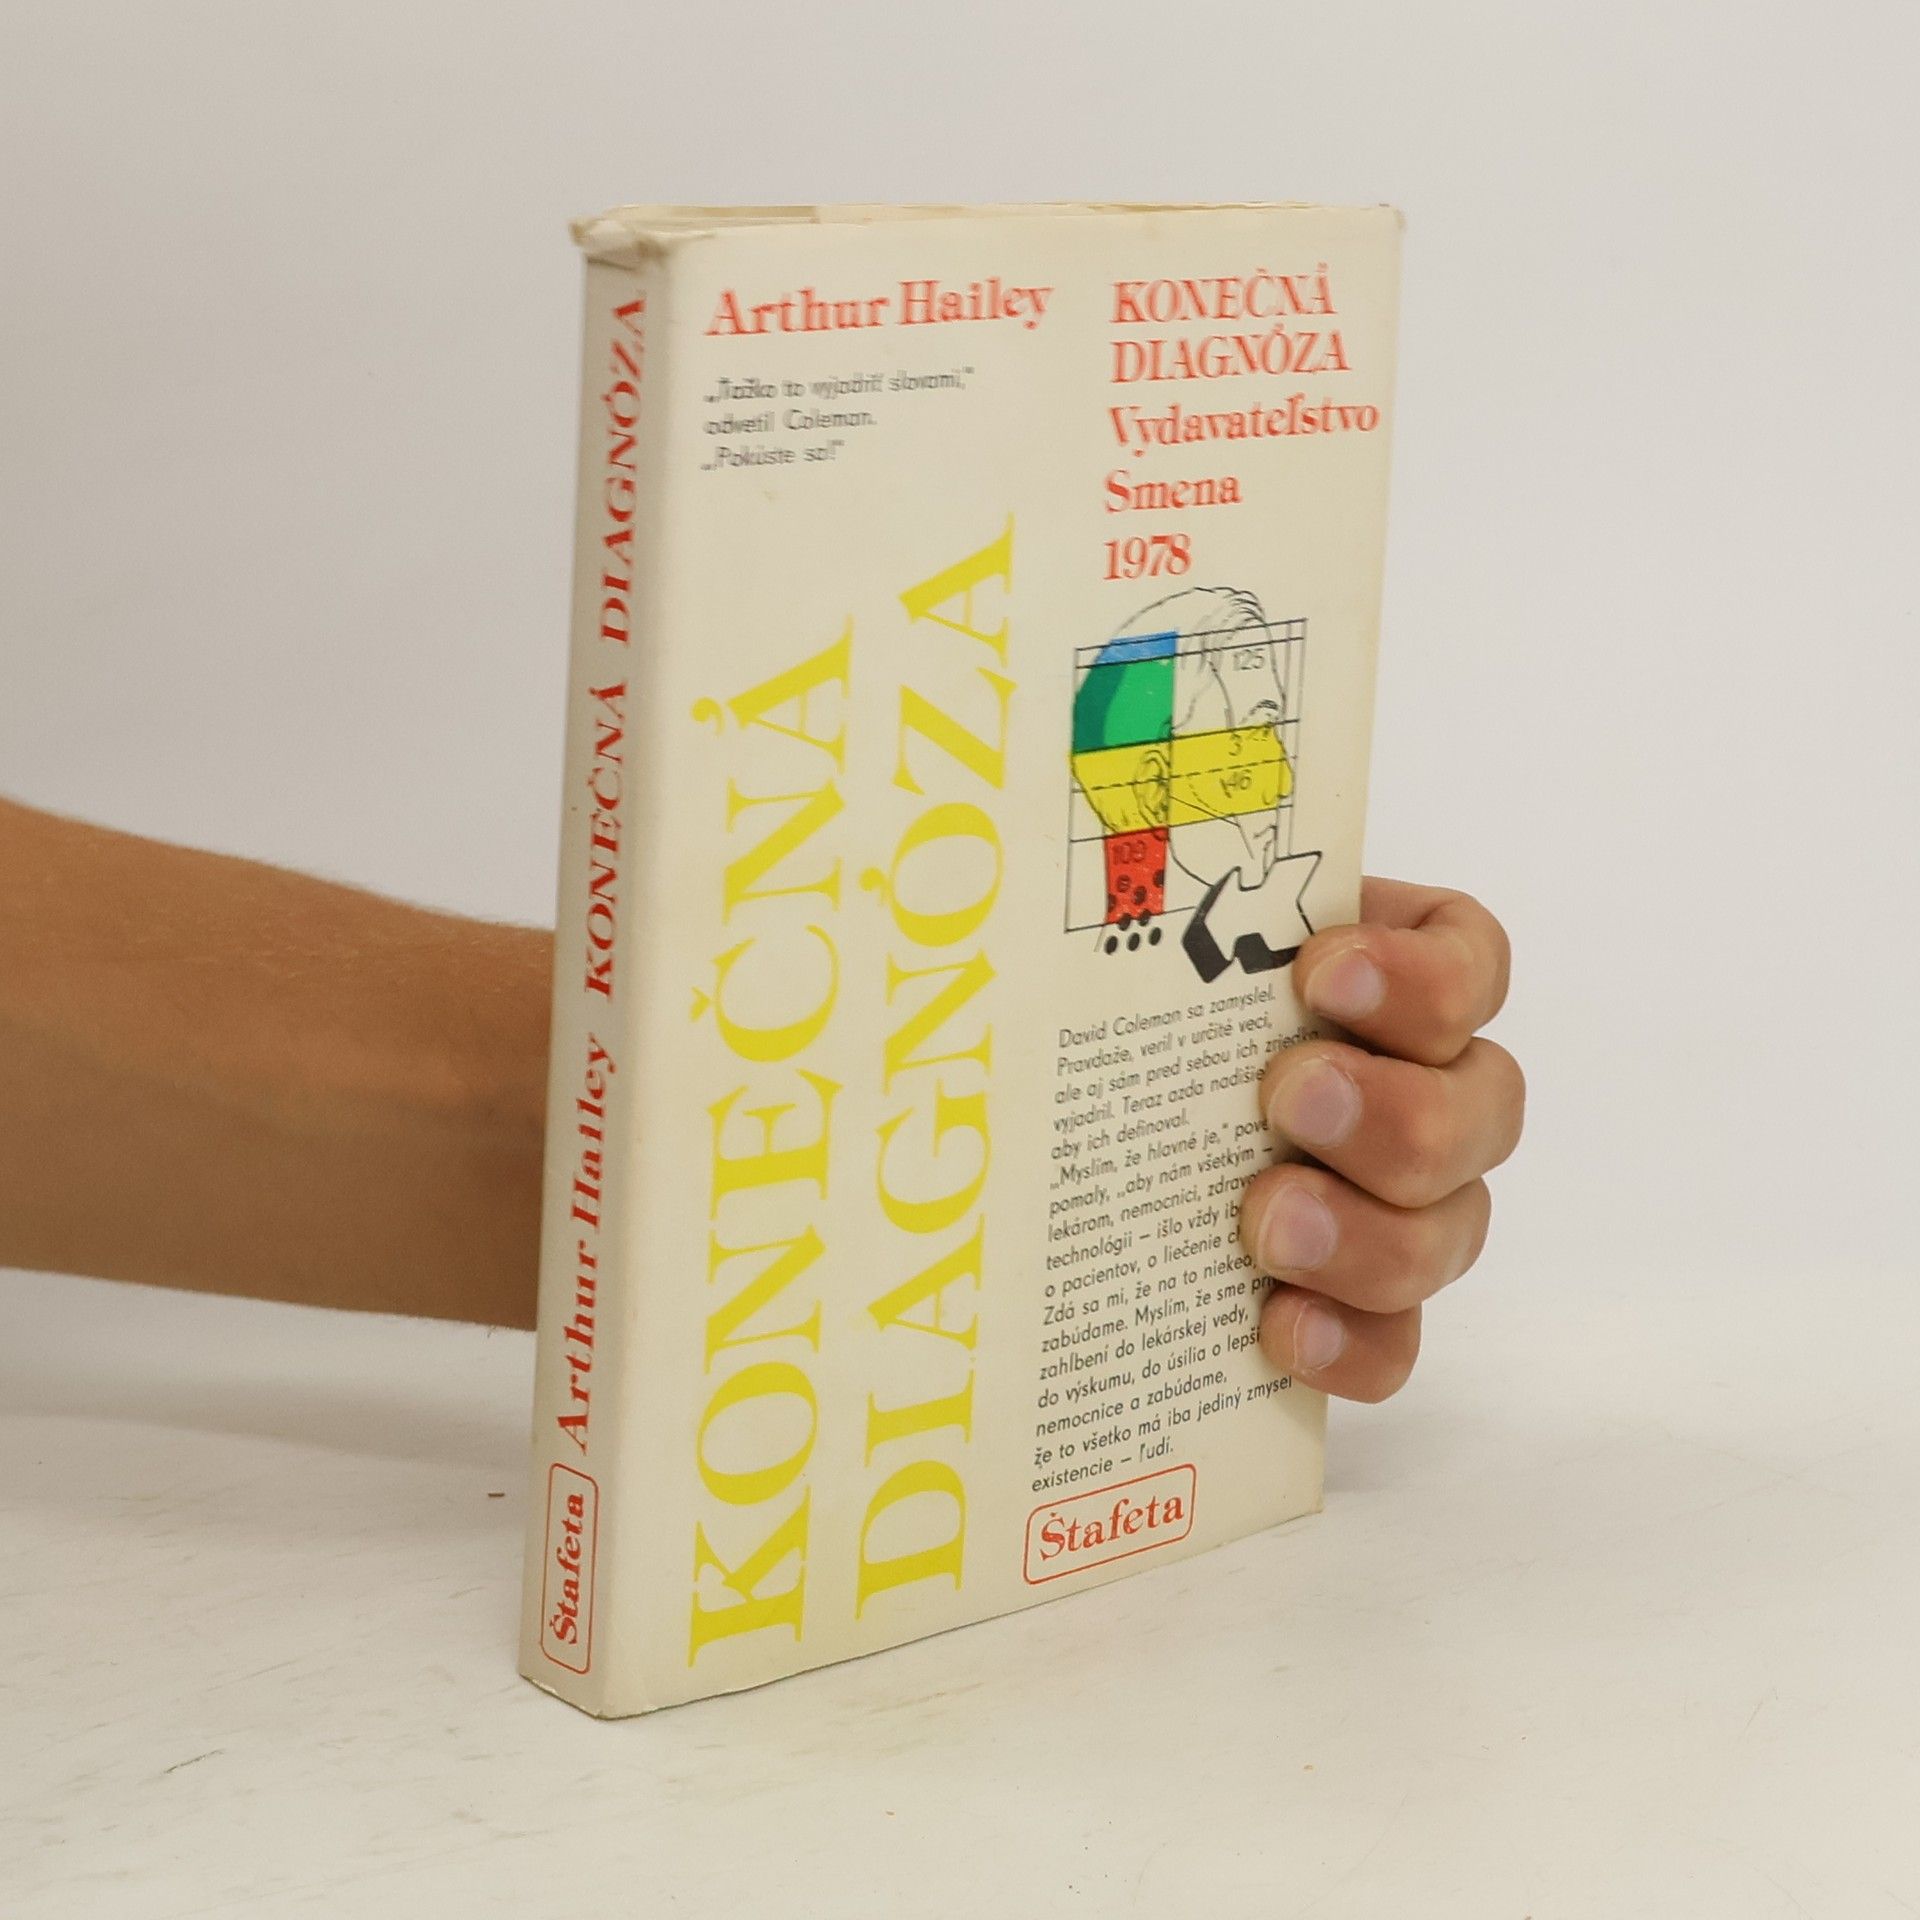 Arthur Hailey KONEČNÁ DIAGNÓZA
Štafeta
Arthur Hailey
„Ťažko to vyjadriť slovami,“
odvetil Coleman.
„Pokúste sa!“
KONEČNÁ
DIAGNÓZA
KONEČNÁ
DIAGNÓZA
Vydavateľstvo
Smena
1978
125
3
46
109
David Coleman sa zamyslel.
Pravdaže, veril v určité veci,
ale aj sám pred sebou ich zriedka
vyjadril. Teraz azda nadišiel
aby ich definoval.
„Myslím, že hlavné je,“
pomaly, „aby nám všetkým –
lekárom, nemocnici,
technológii – išlo vždy
o pacientov, o liečenie
Zdá sa mi, že na to
zabúdame. Myslím, že sme
zahĺbení do lekárskej vedy,
do výskumu, do úsilia o
nemocnice a zabúdame,
že to všetko má iba jediný zmysel
existencie – ľudí.
Štafeta